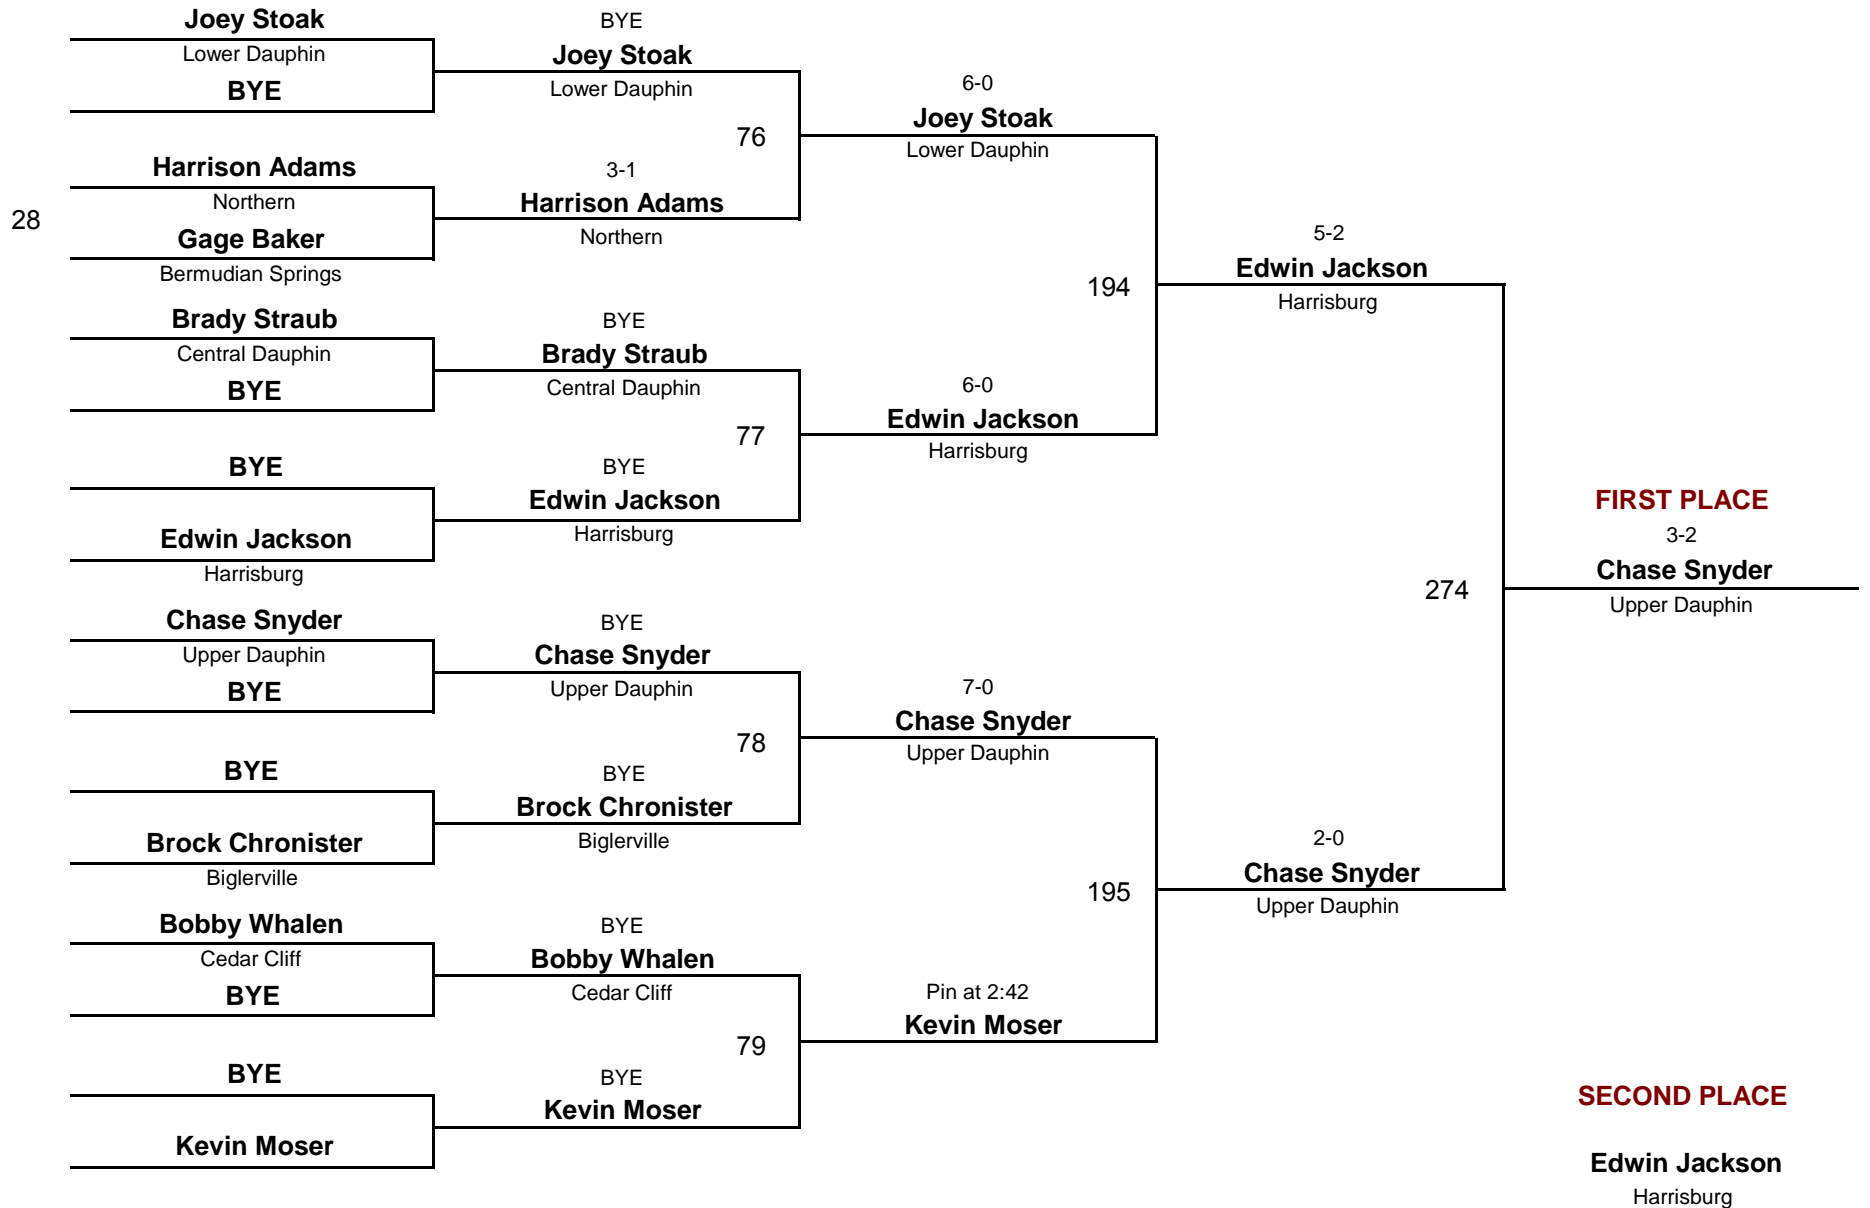 Joey Stoak
Lower Dauphin
BYE
28
Harrison Adams
Northern
Gage Baker
Bermudian Springs
Brady Straub
Central Dauphin
BYE
BYE
Edwin Jackson
Harrisburg
Chase Snyder
Upper Dauphin
BYE
BYE
Brock Chronister
Biglerville
Bobby Whalen
Cedar Cliff
BYE
BYE
Kevin Moser
BYE
Joey Stoak
Lower Dauphin
76
3-1
Harrison Adams
Northern
BYE
Brady Straub
Central Dauphin
77
BYE
Edwin Jackson
Harrisburg
BYE
Chase Snyder
Upper Dauphin
78
BYE
Brock Chronister
Biglerville
BYE
Bobby Whalen
Cedar Cliff
79
BYE
Kevin Moser
6-0
Joey Stoak
Lower Dauphin
194
6-0
Edwin Jackson
Harrisburg
7-0
Chase Snyder
Upper Dauphin
195
Pin at 2:42
Kevin Moser
5-2
Edwin Jackson
Harrisburg
274
2-0
Chase Snyder
Upper Dauphin
FIRST PLACE
3-2
Chase Snyder
Upper Dauphin
SECOND PLACE
Edwin Jackson
Harrisburg